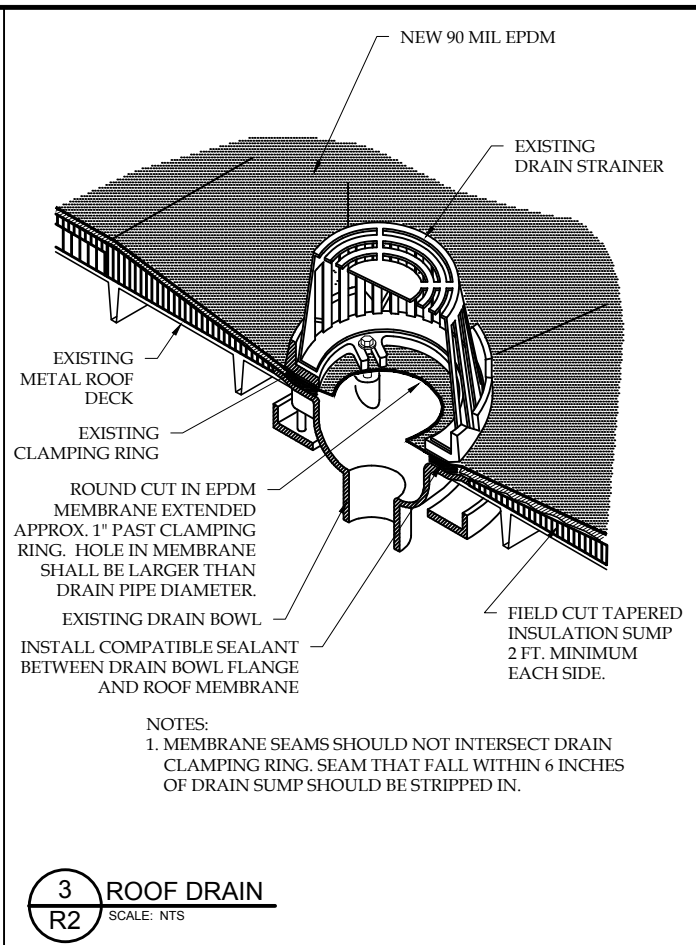 NEW 90 MIL EPDM
EXISTING
DRAIN STRAINER
EXISTING
METAL ROOF
DECK
EXISTING
CLAMPING RING
ROUND CUT IN EPDM
MEMBRANE EXTENDED
APPROX. 1" PAST CLAMPING
RING. HOLE IN MEMBRANE
SHALL BE LARGER THAN
DRAIN PIPE DIAMETER.
EXISTING DRAIN BOWL
INSTALL COMPATIBLE SEALANT
BETWEEN DRAIN BOWL FLANGE
AND ROOF MEMBRANE
FIELD CUT TAPERED
INSULATION SUMP
2 FT. MINIMUM
EACH SIDE.
NOTES:
1. MEMBRANE SEAMS SHOULD NOT INTERSECT DRAIN
CLAMPING RING. SEAM THAT FALL WITHIN 6 INCHES
OF DRAIN SUMP SHOULD BE STRIPPED IN.
3
R2
ROOF DRAIN
SCALE: NTS